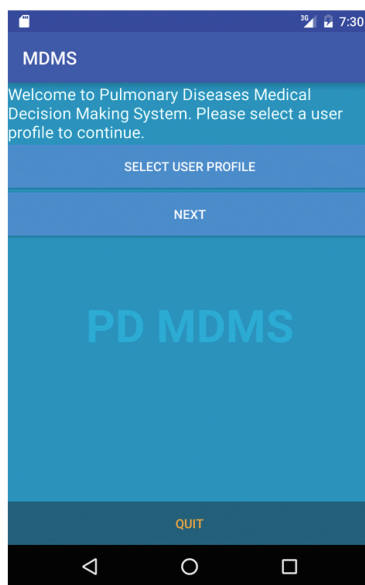 3G 7:30
MDMS
Welcome to Pulmonary Diseases Medical
Decision Making System. Please select a user
profile to continue.
SELECT USER PROFILE
NEXT
PD MDMS
QUIT